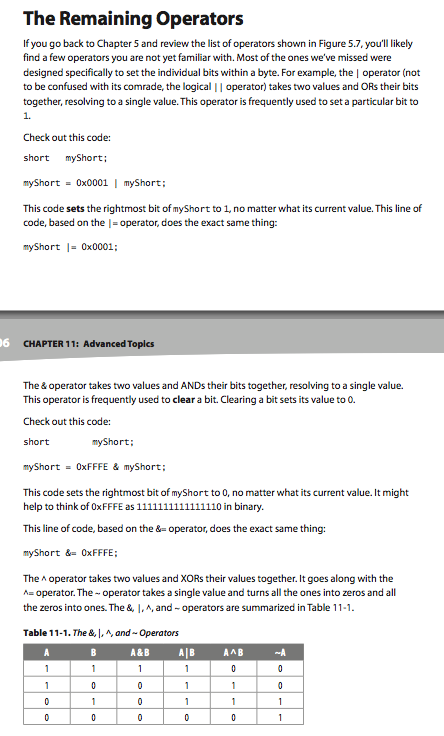 The Remaining Operators
If you go back to Chapter 5 and review the list of operators shown in Figure 5.7, you'll likely
find a few operators you are not yet familiar with. Most of the ones we've missed were
designed specifically to set the individual bits within a byte. For example, the | operator (not
to be confused with its comrade, the logical || operator) takes two values and ORs their bits
together, resolving to a single value. This operator is frequently used to set a particular bit to
1.
Check out this code:
short myShort;
myShort = 0x0001 | myShort;
This code sets the rightmost bit of myShort to 1, no matter what its current value. This line of
code, based on the |= operator, does the exact same thing:
myShort |= 0x0001;
6 CHAPTER 11: Advanced Topics
The & operator takes two values and ANDs their bits together, resolving to a single value.
This operator is frequently used to clear a bit. Clearing a bit sets its value to 0.
Check out this code:
short myShort;
myShort = 0xFFFE & myShort;
This code sets the rightmost bit of myShort to 0, no matter what its current value. It might
help to think of 0xFFFE as 1111111111111110 in binary.
This line of code, based on the &= operator, does the exact same thing:
myShort &= 0xFFFE;
The ^ operator takes two values and XORs their values together. It goes along with the
^= operator. The ~ operator takes a single value and turns all the ones into zeros and all
the zeros into ones. The &, |, ^, and ~ operators are summarized in Table 11-1.
Table 11-1. The &, |, ^, and ~ Operators
A B A&B A|B A^B ~A
1 1 1 1 0 0
1 0 0 1 1 0
0 1 0 1 1 1
0 0 0 0 0 1